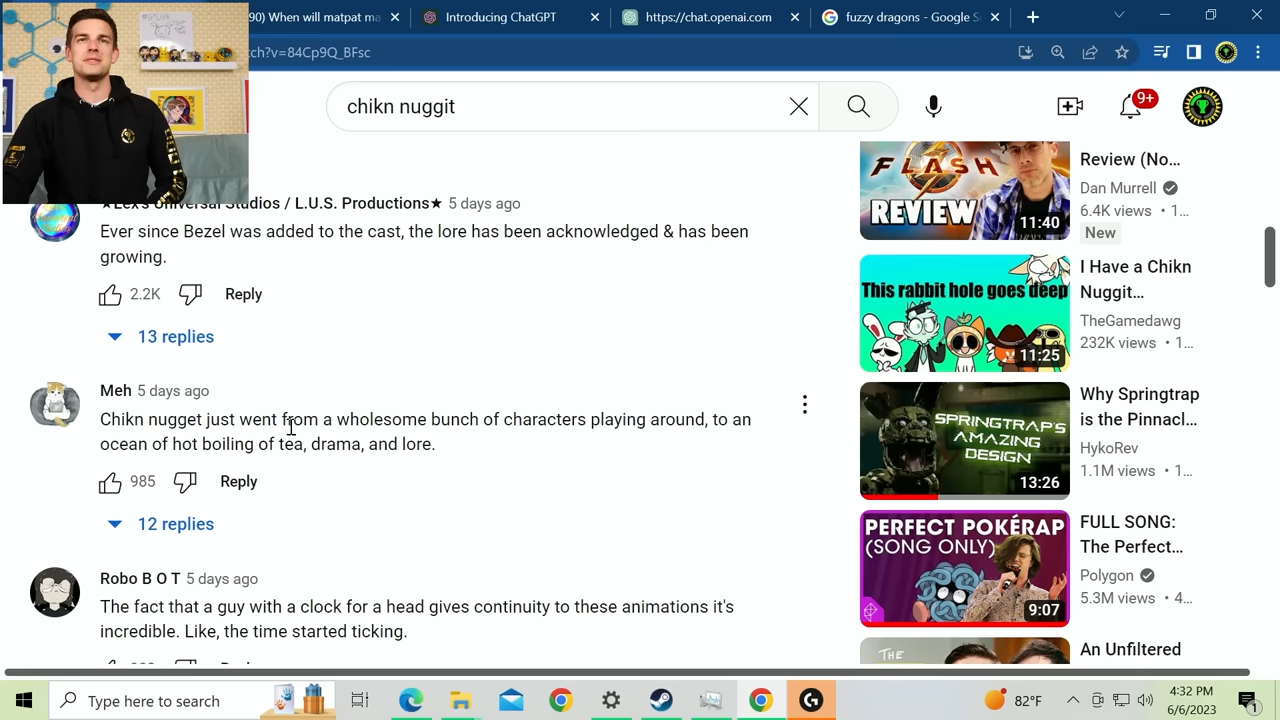 90) When will matpat m
Introducing ChatGPT
https://chat.openai.com
fuzzy dragons - Google S
tch?v=84Cp9Q_BFsc
chikn nuggit
9+
★Lex's Universal Studios / L.U.S. Productions★ 5 days ago
Ever since Bezel was added to the cast, the lore has been acknowledged & has been
growing.
2.2K Reply
13 replies
Meh 5 days ago
Chikn nugget just went from a wholesome bunch of characters playing around, to an
ocean of hot boiling of tea, drama, and lore.
985 Reply
12 replies
Robo B O T 5 days ago
The fact that a guy with a clock for a head gives continuity to these animations it's
incredible. Like, the time started ticking.
FLASH
REVIEW
11:40
Review (No...
Dan Murrell
6.4K views • 1...
New
This rabbit hole goes deep
11:25
I Have a Chikn
Nuggit...
TheGamedawg
232K views • 1...
SPRINGTRAP'S
AMAZING
DESIGN
13:26
Why Springtrap
is the Pinnacl...
HykoRev
1.1M views • 1...
PERFECT POKÉRAP
(SONG ONLY)
9:07
FULL SONG:
The Perfect...
Polygon
5.3M views • 4...
THE
An Unfiltered
Type here to search
82°F
4:32 PM
6/6/2023
1